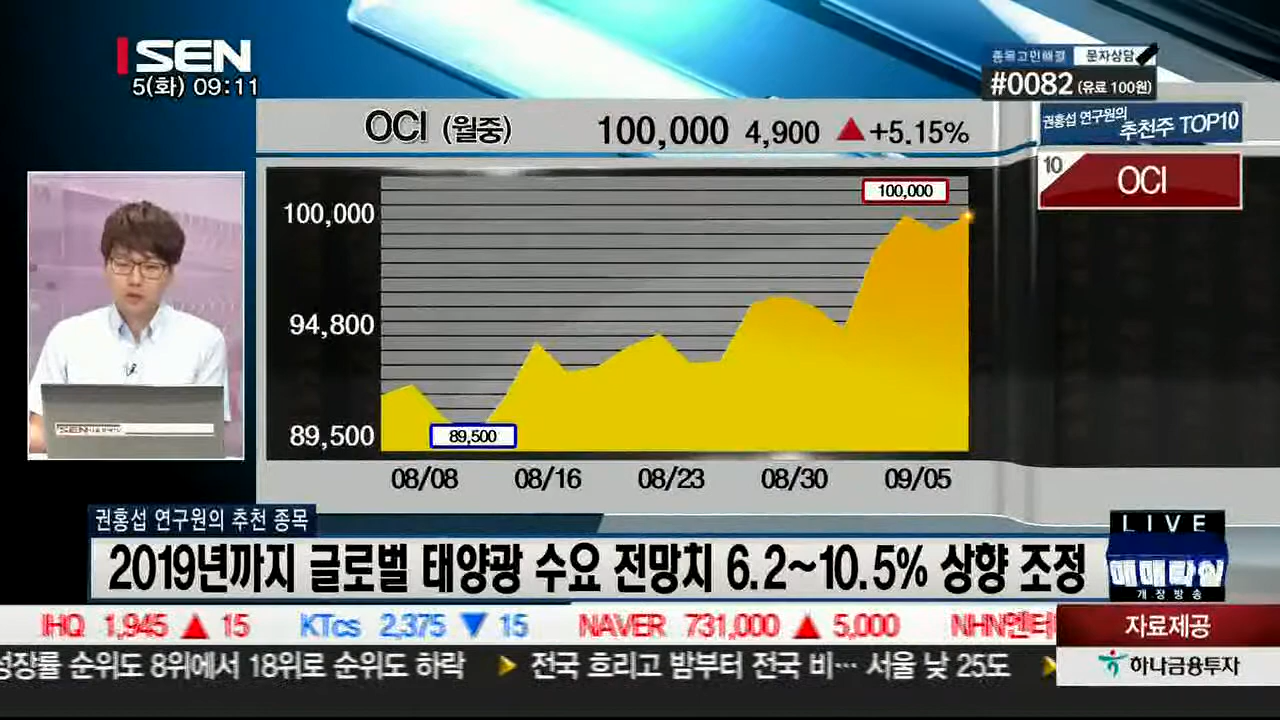 SEN
5(화) 09:11
종목고민해결 문자상담
#0082 (유료 100원)
OCI (월중) 100,000 4,900 ▲+5.15%
권홍섭 연구원의
추천주 TOP10
10 OCI
100,000
100,000
94,800
89,500
89,500
08/08 08/16 08/23 08/30 09/05
SEN
권홍섭 연구원의 추천 종목
2019년까지 글로벌 태양광 수요 전망치 6.2~10.5% 상향 조정
LIVE
매매타임
개장방송
IHQ 1,945 ▲ 15 KTcs 2,375 ▼ 15 NAVER 731,000 ▲ 5,000 NHN엔터
자료제공
성장률 순위도 8위에서 18위로 순위도 하락 ▶ 전국 흐리고 밤부터 전국 비… 서울 낮 25도
하나금융투자